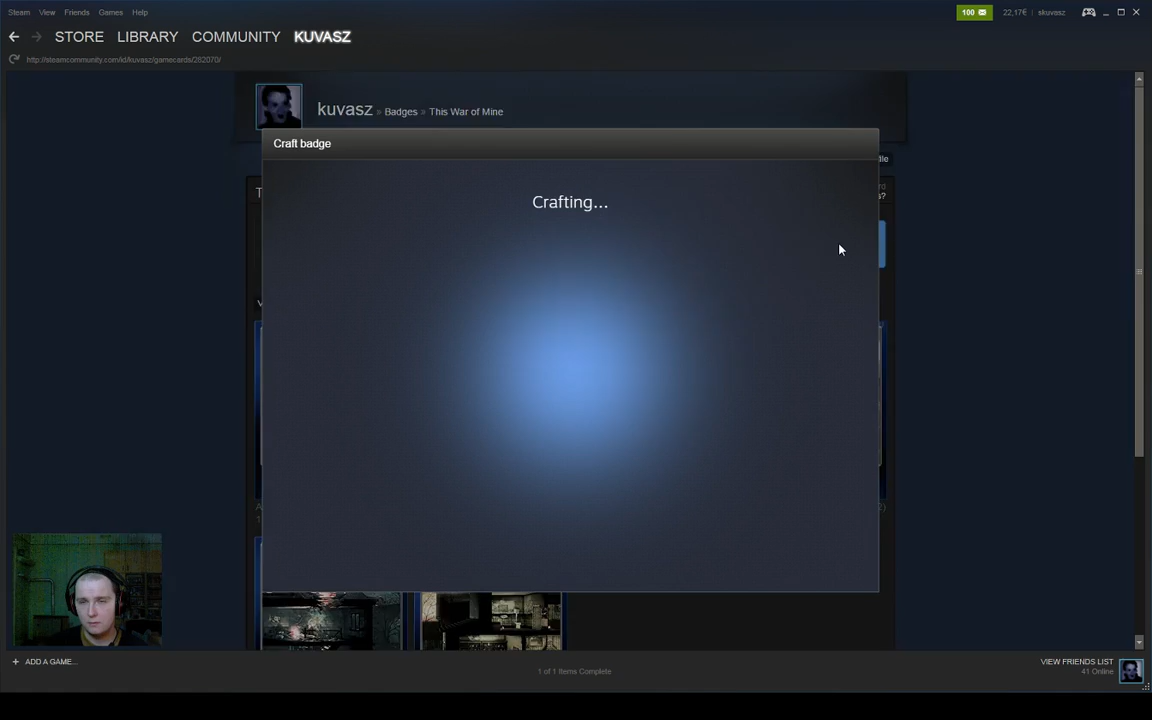 Steam View Friends Games Help
100 22,17€ skuvasz
STORE LIBRARY COMMUNITY KUVASZ
http://steamcommunity.com/id/kuvasz/gamecards/282070/
kuvasz » Badges » This War of Mine
Craft badge
Crafting...
+ ADD A GAME...
1 of 1 Items Complete
VIEW FRIENDS LIST
41 Online